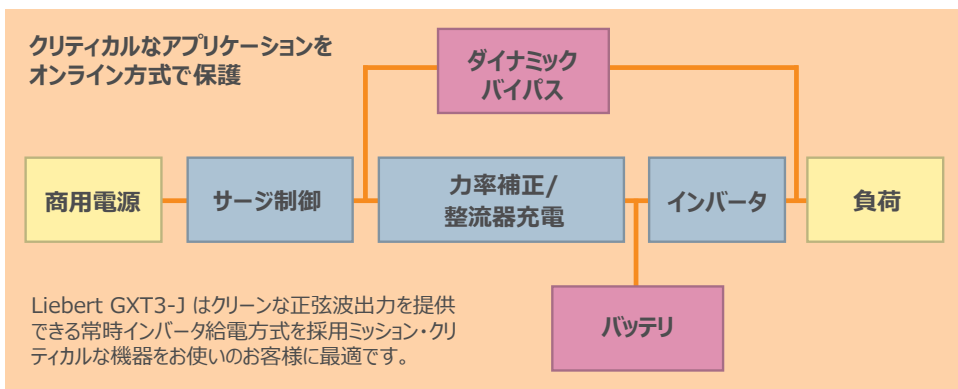 クリティカルなアプリケーションを
オンライン方式で保護
ダイナミック
バイパス
商用電源
サージ制御
力率補正/
整流器充電
インバータ
負荷
バッテリ
Liebert GXT3-J はクリーンな正弦波出力を提供
できる常時インバータ給電方式を採用ミッション・クリ
ティカルな機器をお使いのお客様に最適です。